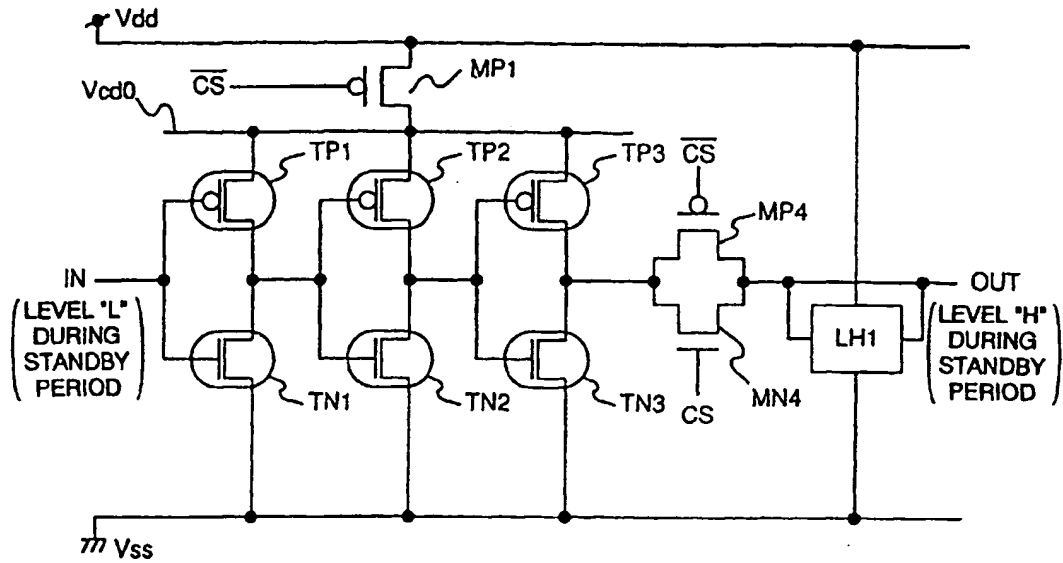 Vdd
CS
MP1
Vcd0
TP1
TP2
TP3
CS
MP4
IN
(LEVEL "L"
DURING
STANDBY
PERIOD)
OUT
(LEVEL "H"
DURING
STANDBY
PERIOD)
LH1
TN1
TN2
TN3
MN4
CS
Vss